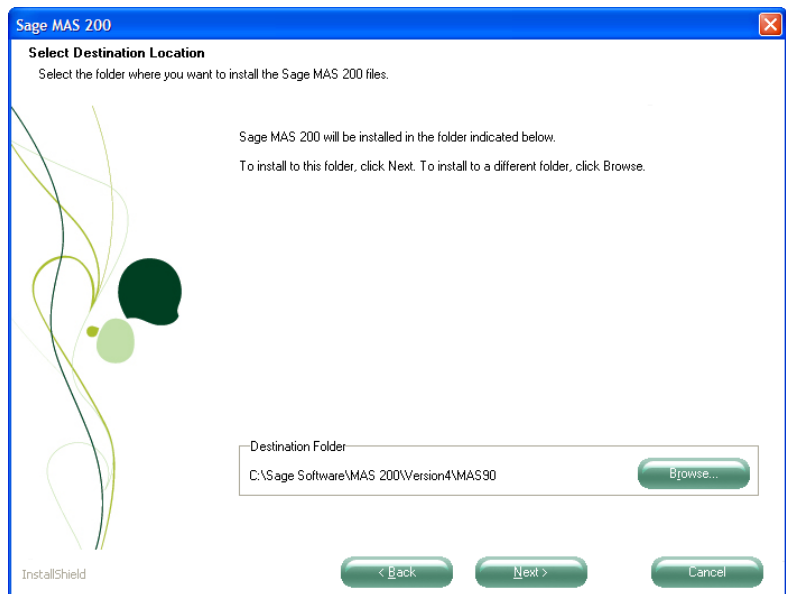 Sage MAS 200
Select Destination Location
Select the folder where you want to install the Sage MAS 200 files.
Sage MAS 200 will be installed in the folder indicated below.
To install to this folder, click Next. To install to a different folder, click Browse.
Destination Folder
C:\Sage Software\MAS 200\Version4\MAS90
Browse...
InstallShield
< Back
Next >
Cancel